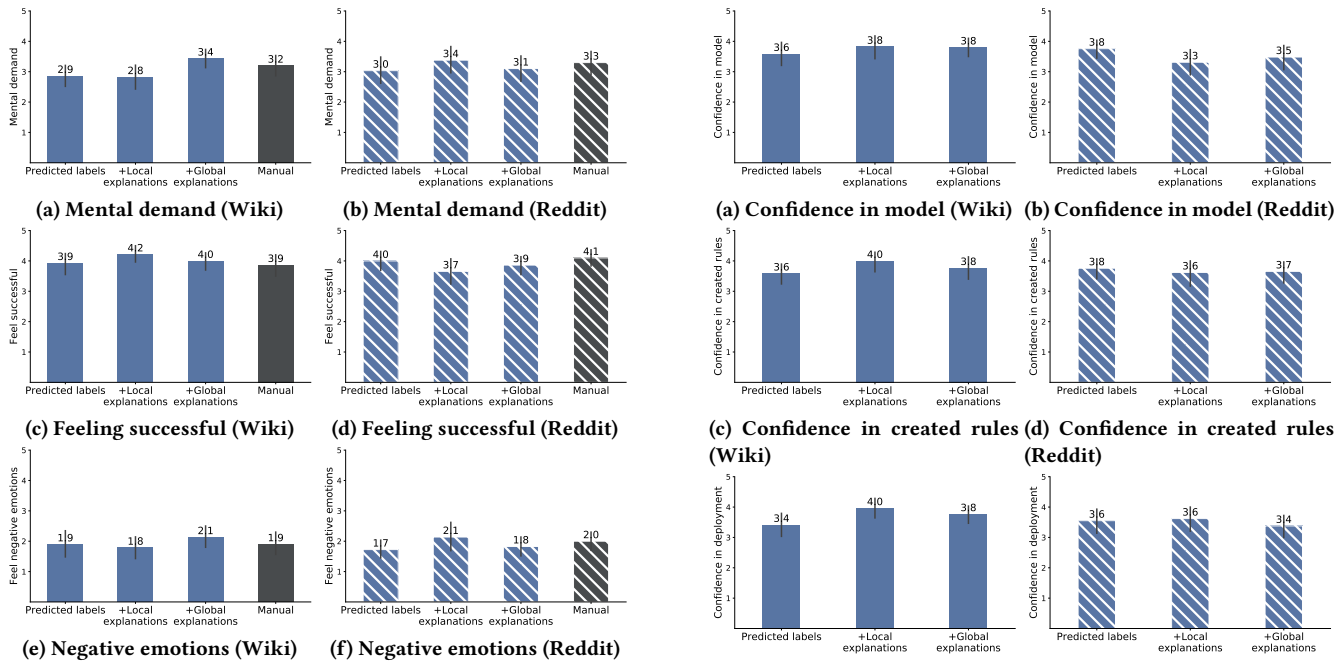 5
4
3
2
1
Mental demand
2.9
2.8
3.4
3.2
Predicted labels
+Local explanations
+Global explanations
Manual
(a) Mental demand (Wiki)
5
4
3
2
1
Mental demand
3.0
3.4
3.1
3.3
Predicted labels
+Local explanations
+Global explanations
Manual
(b) Mental demand (Reddit)
5
4
3
2
1
Confidence in model
3.6
3.8
3.8
Predicted labels
+Local explanations
+Global explanations
(a) Confidence in model (Wiki)
5
4
3
2
1
Confidence in model
3.8
3.3
3.5
Predicted labels
+Local explanations
+Global explanations
(b) Confidence in model (Reddit)
5
4
3
2
1
Feel successful
3.9
4.2
4.0
3.9
Predicted labels
+Local explanations
+Global explanations
Manual
(c) Feeling successful (Wiki)
5
4
3
2
1
Feel successful
4.0
3.7
3.9
4.1
Predicted labels
+Local explanations
+Global explanations
Manual
(d) Feeling successful (Reddit)
5
4
3
2
1
Confidence in created rules
3.6
4.0
3.8
Predicted labels
+Local explanations
+Global explanations
(c) Confidence in created rules
(Wiki)
5
4
3
2
1
Confidence in created rules
3.8
3.6
3.7
Predicted labels
+Local explanations
+Global explanations
(d) Confidence in created rules
(Reddit)
5
4
3
2
1
Feel negative emotions
1.9
1.8
2.1
1.9
Predicted labels
+Local explanations
+Global explanations
Manual
(e) Negative emotions (Wiki)
5
4
3
2
1
Feel negative emotions
1.7
2.1
1.8
2.0
Predicted labels
+Local explanations
+Global explanations
Manual
(f) Negative emotions (Reddit)
5
4
3
2
1
Confidence in deployment
3.4
4.0
3.8
Predicted labels
+Local explanations
+Global explanations
5
4
3
2
1
Confidence in deployment
3.6
3.6
3.4
Predicted labels
+Local explanations
+Global explanations